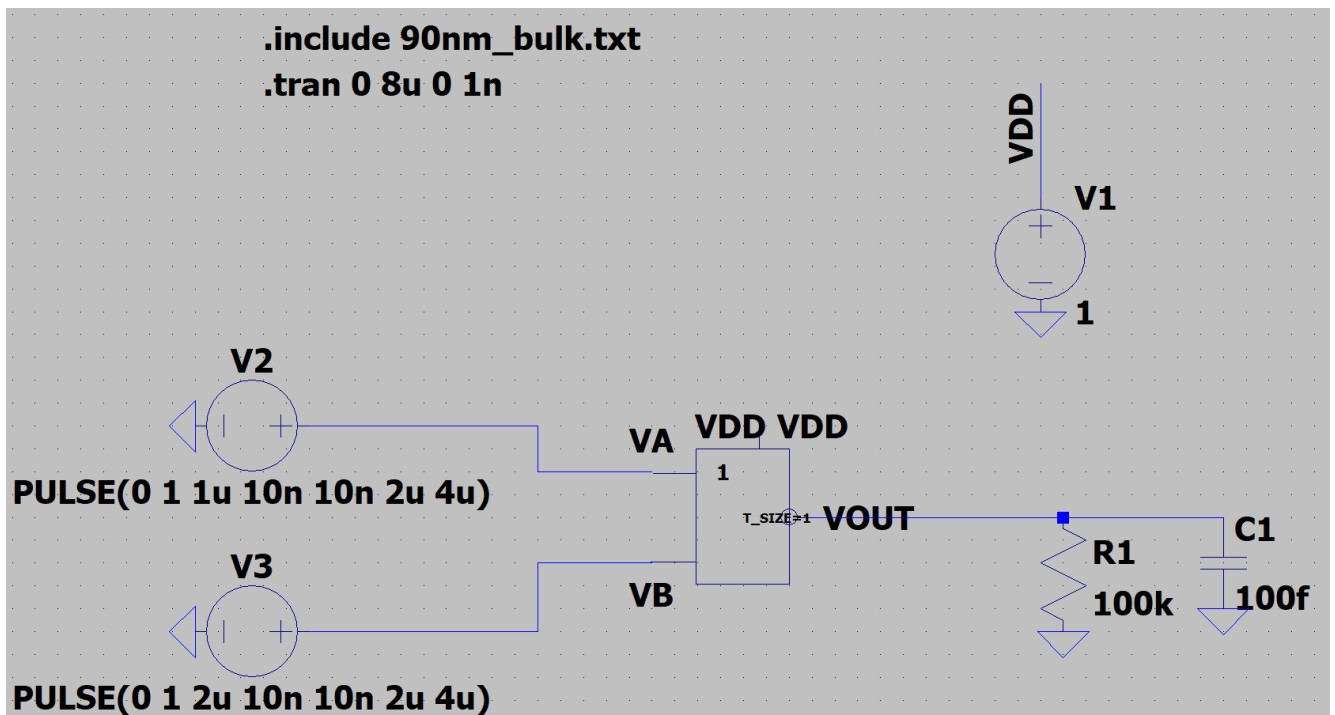 .include 90nm_bulk.txt
.tran 0 8u 0 1n
VDD
V1
1
V2
PULSE(0 1 1u 10n 10n 2u 4u)
VA
VDD VDD
1
T_SIZE=1
VOUT
VB
V3
PULSE(0 1 2u 10n 10n 2u 4u)
R1
100k
C1
100f